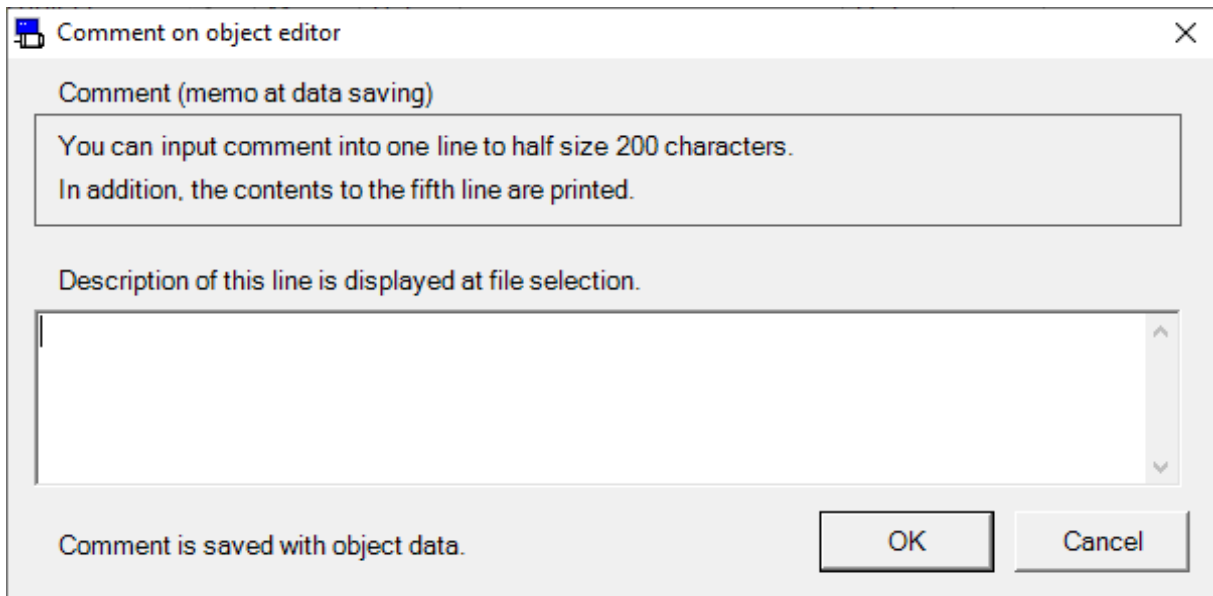 Comment on object editor
Comment (memo at data saving)
You can input comment into one line to half size 200 characters.
In addition, the contents to the fifth line are printed.
Description of this line is displayed at file selection.
Comment is saved with object data.
OK
Cancel